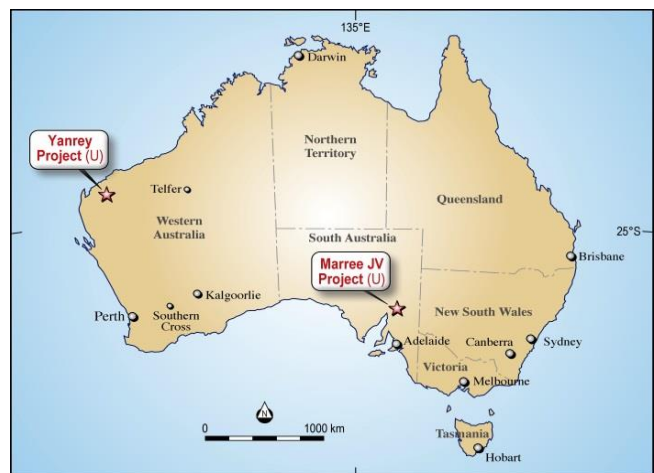 135°E
Darwin
Yanrey
Project (U)
Northern
Territory
Telfer
Queensland
Western
Australia
South Australia
25°S
Marree JV
Project (U)
Brisbane
Kalgoorlie
New South Wales
Perth
Southern
Cross
Adelaide
Canberra
Sydney
Victoria
Melbourne
N
0
1000 km
Tasmania
Hobart